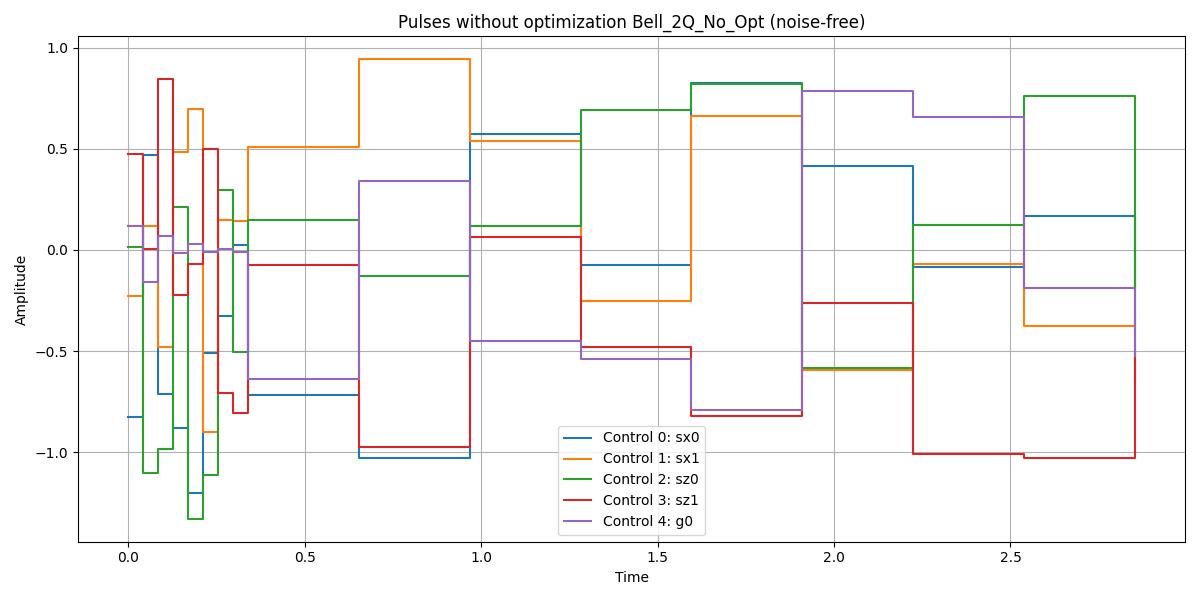 Pulses without optimization Bell_2Q_No_Opt (noise-free)
1.0
0.5
0.0
−0.5
−1.0
Amplitude
Control 0: sx0
Control 1: sx1
Control 2: sz0
Control 3: sz1
Control 4: g0
0.0 0.5 1.0 1.5 2.0 2.5
Time